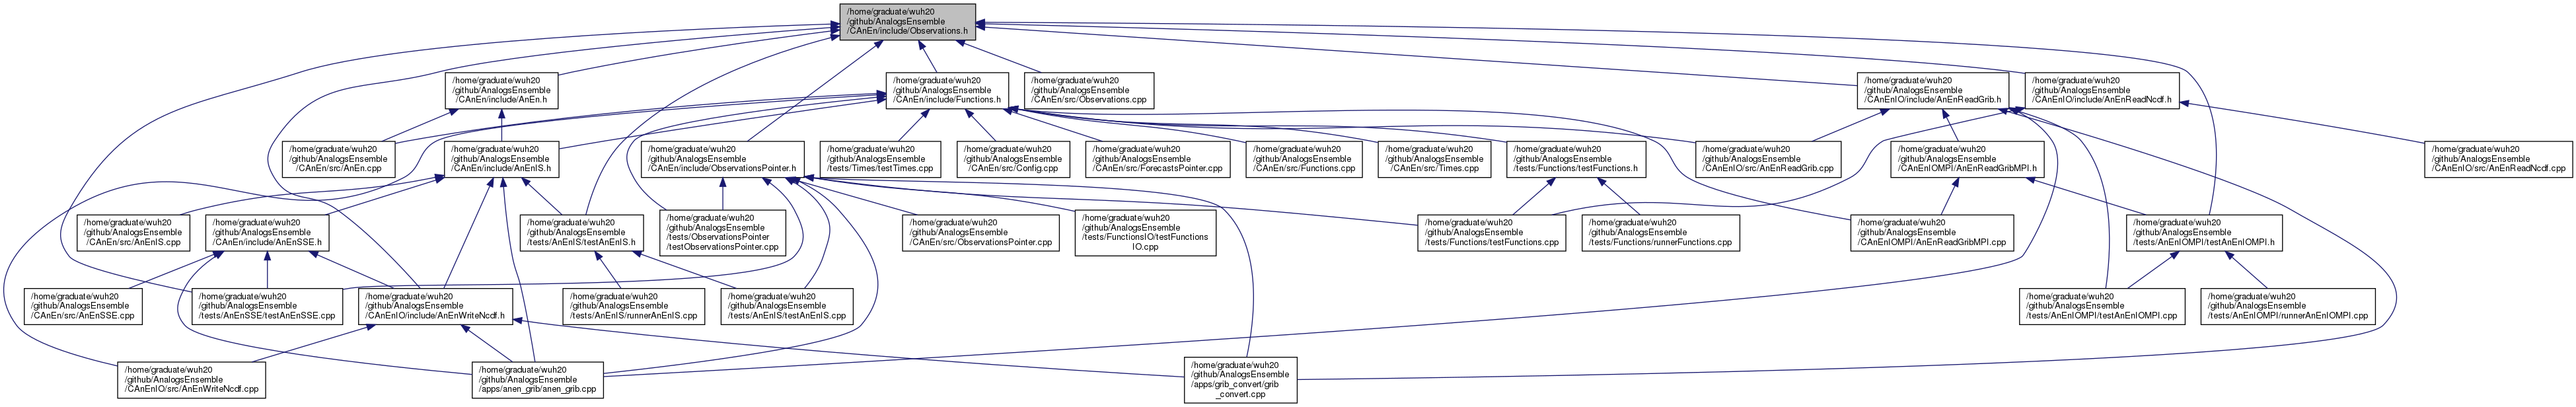 /home/graduate/wuh20
/github/AnalogsEnsemble
/CAnEn/include/Observations.h
/home/graduate/wuh20
/github/AnalogsEnsemble
/CAnEn/include/AnEn.h
/home/graduate/wuh20
/github/AnalogsEnsemble
/CAnEn/include/Functions.h
/home/graduate/wuh20
/github/AnalogsEnsemble
/CAnEn/src/Observations.cpp
/home/graduate/wuh20
/github/AnalogsEnsemble
/CAnEnIO/include/AnEnReadGrib.h
/home/graduate/wuh20
/github/AnalogsEnsemble
/CAnEnIO/include/AnEnReadNcdf.h
/home/graduate/wuh20
/github/AnalogsEnsemble
/CAnEn/src/AnEn.cpp
/home/graduate/wuh20
/github/AnalogsEnsemble
/CAnEn/include/AnEnIS.h
/home/graduate/wuh20
/github/AnalogsEnsemble
/CAnEn/include/ObservationsPointer.h
/home/graduate/wuh20
/github/AnalogsEnsemble
/tests/Times/testTimes.cpp
/home/graduate/wuh20
/github/AnalogsEnsemble
/CAnEn/src/Config.cpp
/home/graduate/wuh20
/github/AnalogsEnsemble
/CAnEn/src/ForecastsPointer.cpp
/home/graduate/wuh20
/github/AnalogsEnsemble
/CAnEn/src/Functions.cpp
/home/graduate/wuh20
/github/AnalogsEnsemble
/CAnEn/src/Times.cpp
/home/graduate/wuh20
/github/AnalogsEnsemble
/tests/Functions/testFunctions.h
/home/graduate/wuh20
/github/AnalogsEnsemble
/CAnEnIO/src/AnEnReadGrib.cpp
/home/graduate/wuh20
/github/AnalogsEnsemble
/CAnEnIOMPI/AnEnReadGribMPI.h
/home/graduate/wuh20
/github/AnalogsEnsemble
/CAnEnIO/src/AnEnReadNcdf.cpp
/home/graduate/wuh20
/github/AnalogsEnsemble
/CAnEn/src/AnEnIS.cpp
/home/graduate/wuh20
/github/AnalogsEnsemble
/CAnEn/include/AnEnSSE.h
/home/graduate/wuh20
/github/AnalogsEnsemble
/tests/AnEnIS/testAnEnIS.h
/home/graduate/wuh20
/github/AnalogsEnsemble
/tests/ObservationsPointer
/testObservationsPointer.cpp
/home/graduate/wuh20
/github/AnalogsEnsemble
/CAnEn/src/ObservationsPointer.cpp
/home/graduate/wuh20
/github/AnalogsEnsemble
/tests/FunctionsIO/testFunctions
IO.cpp
/home/graduate/wuh20
/github/AnalogsEnsemble
/tests/Functions/testFunctions.cpp
/home/graduate/wuh20
/github/AnalogsEnsemble
/tests/Functions/runnerFunctions.cpp
/home/graduate/wuh20
/github/AnalogsEnsemble
/CAnEnIOMPI/AnEnReadGribMPI.cpp
/home/graduate/wuh20
/github/AnalogsEnsemble
/tests/AnEnIOMPI/testAnEnIOMPI.h
/home/graduate/wuh20
/github/AnalogsEnsemble
/CAnEn/src/AnEnSSE.cpp
/home/graduate/wuh20
/github/AnalogsEnsemble
/tests/AnEnSSE/testAnEnSSE.cpp
/home/graduate/wuh20
/github/AnalogsEnsemble
/CAnEnIO/include/AnEnWriteNcdf.h
/home/graduate/wuh20
/github/AnalogsEnsemble
/tests/AnEnIS/runnerAnEnIS.cpp
/home/graduate/wuh20
/github/AnalogsEnsemble
/tests/AnEnIS/testAnEnIS.cpp
/home/graduate/wuh20
/github/AnalogsEnsemble
/tests/AnEnIOMPI/testAnEnIOMPI.cpp
/home/graduate/wuh20
/github/AnalogsEnsemble
/tests/AnEnIOMPI/runnerAnEnIOMPI.cpp
/home/graduate/wuh20
/github/AnalogsEnsemble
/CAnEnIO/src/AnEnWriteNcdf.cpp
/home/graduate/wuh20
/github/AnalogsEnsemble
/apps/anen_grib/anen_grib.cpp
/home/graduate/wuh20
/github/AnalogsEnsemble
/apps/grib_convert/grib
_convert.cpp